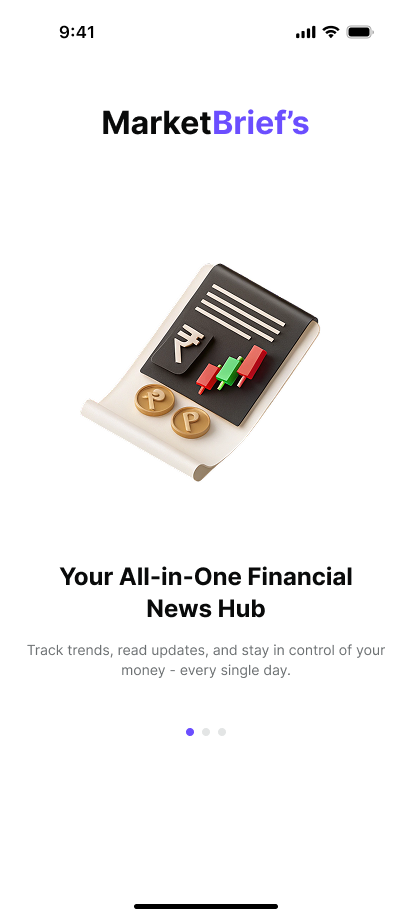 9:41
MarketBrief’s
₹
Your All-in-One Financial
News Hub
Track trends, read updates, and stay in control of your
money - every single day.